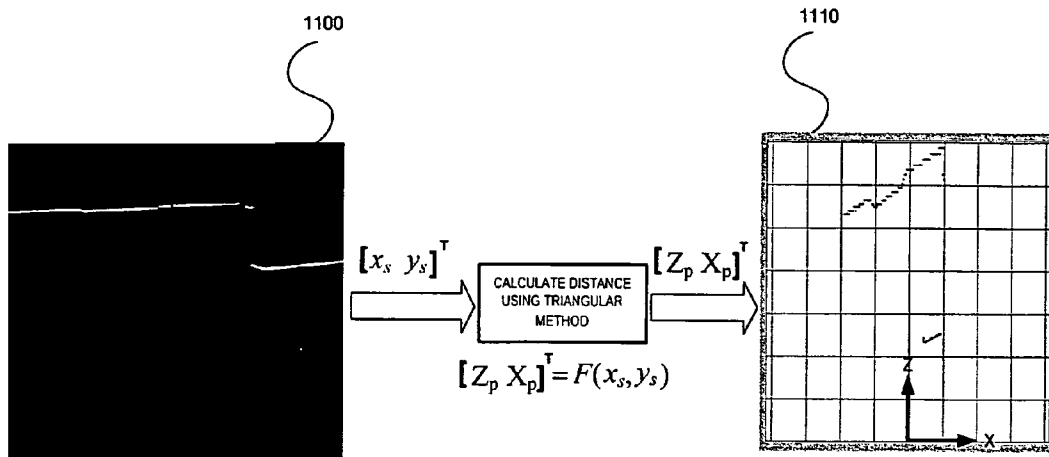 1100
1110
[x_s y_s]^T
CALCULATE DISTANCE
USING TRIANGULAR
METHOD
[Z_p X_p]^T
[Z_p X_p]^T = F(x_s, y_s)
Z
X